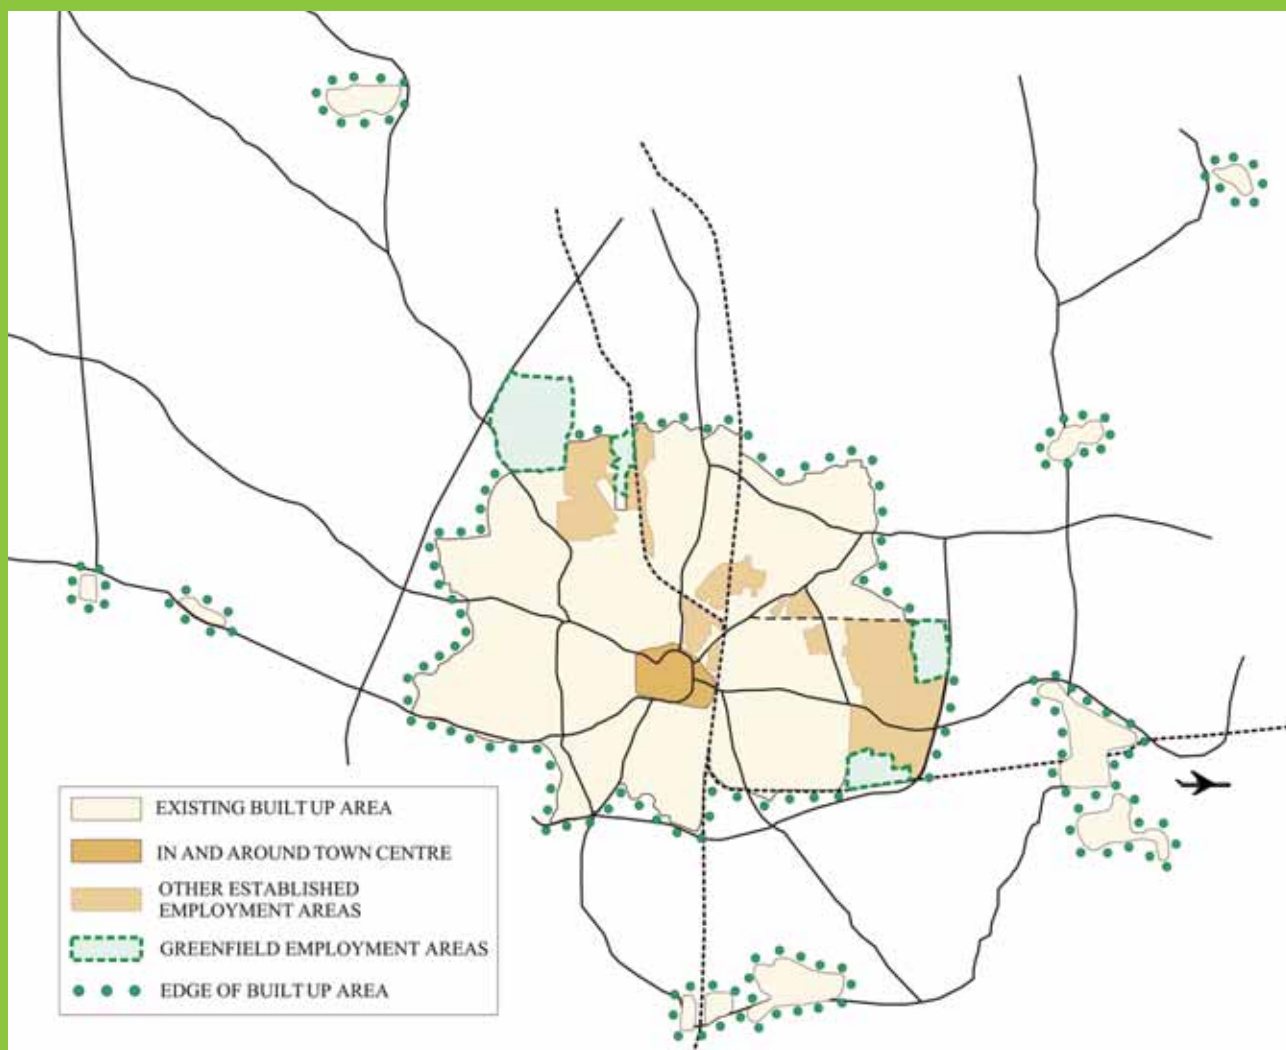 EXISTING BUILT UP AREA
IN AND AROUND TOWN CENTRE
OTHER ESTABLISHED
EMPLOYMENT AREAS
GREENFIELD EMPLOYMENT AREAS
EDGE OF BUILT UP AREA